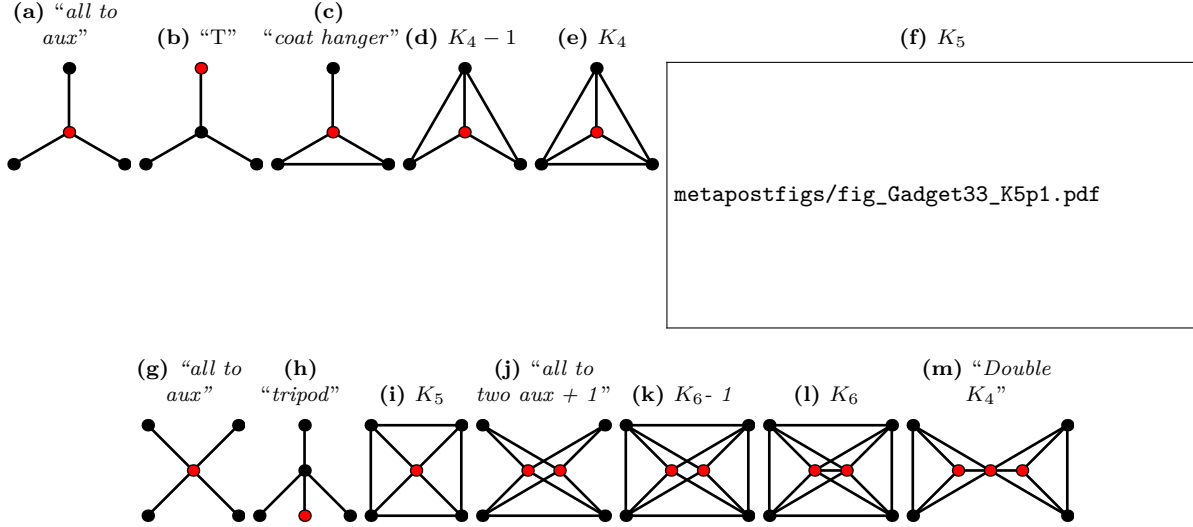 (a) "all to aux"
(b) "T"
(c) "coat hanger"
(d) K₄ − 1
(e) K₄
(f) K₅
metapostfigs/fig_Gadget33_K5p1.pdf
(g) "all to aux"
(h) "tripod"
(i) K₅
(j) "all to two aux + 1"
(k) K₆- 1
(l) K₆
(m) "Double K₄"